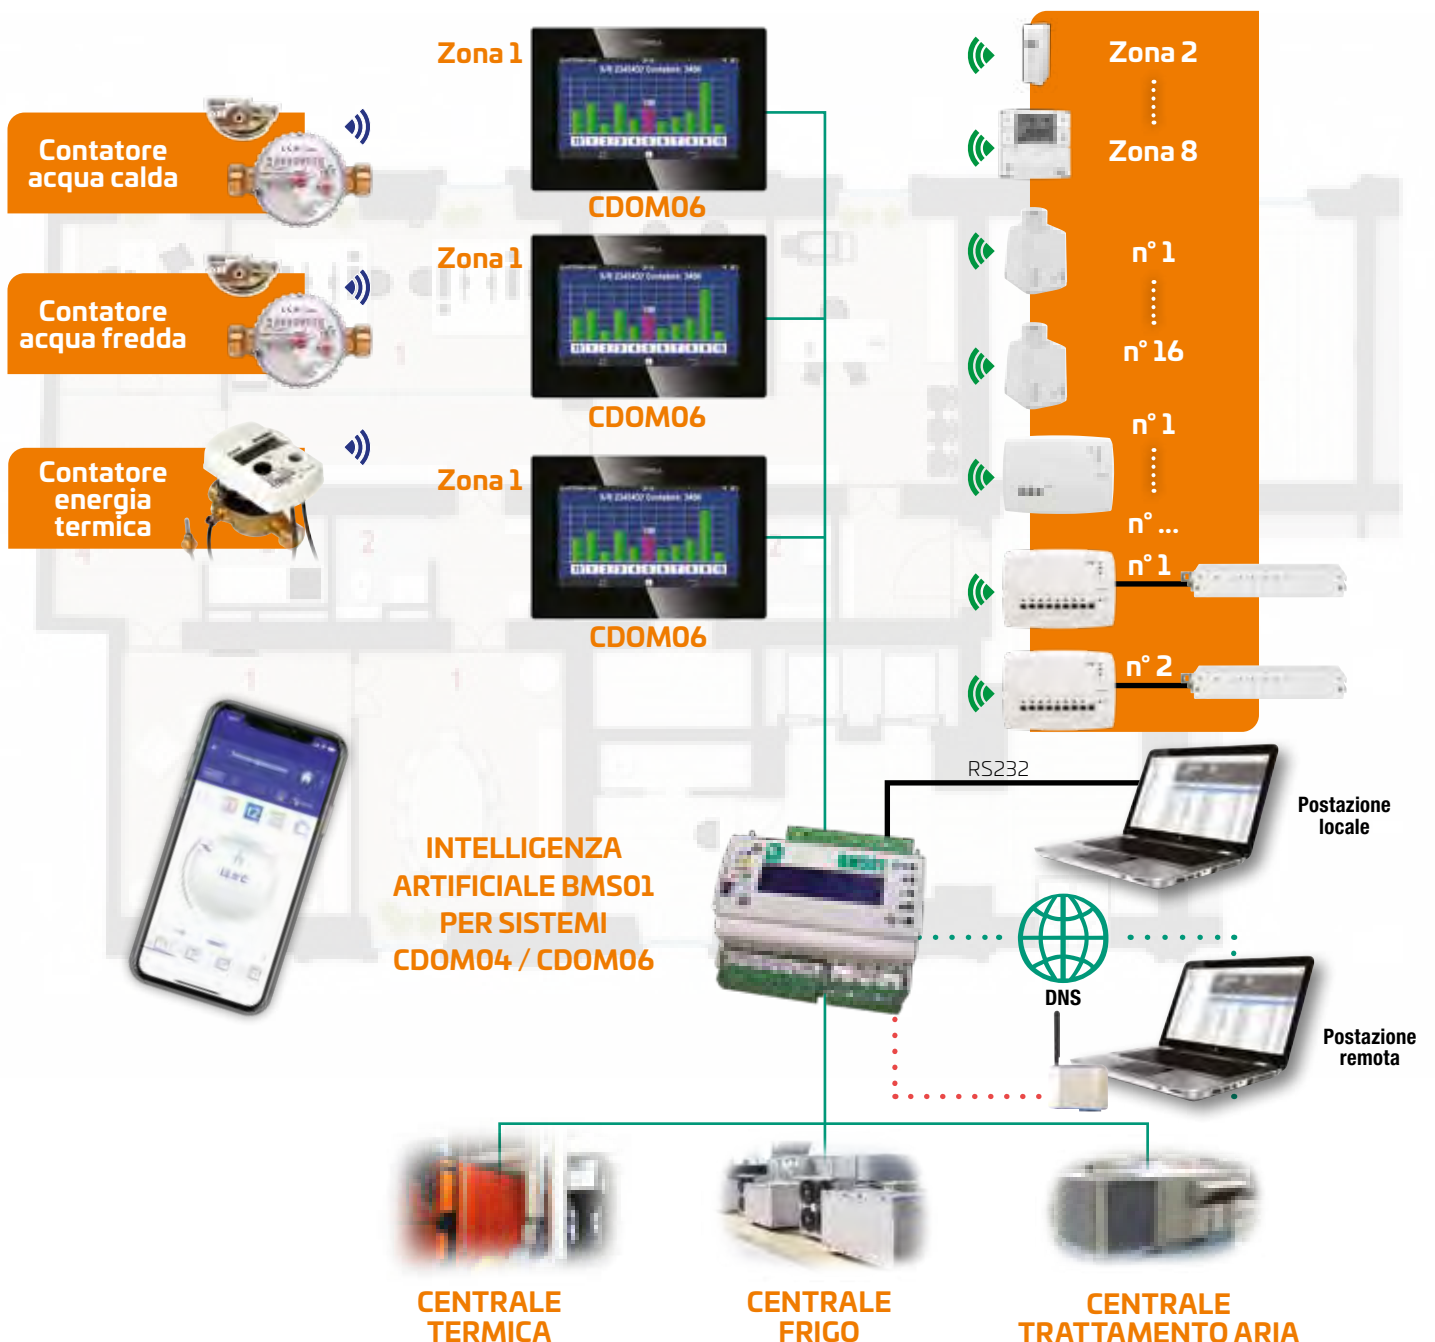 Zona 1
Zona 2
Contatore
acqua calda
Zona 8
CDOM06
Zona 1
n° 1
Contatore
acqua fredda
n° 16
CDOM06
n° 1
Zona 1
Contatore
energia
termica
n° ...
n° 1
CDOM06
n° 2
RS232
Postazione
locale
INTELLIGENZA
ARTIFICIALE BMS01
PER SISTEMI
CDOM04 / CDOM06
DNS
Postazione
remota
CENTRALE
TERMICA
CENTRALE
FRIGO
CENTRALE
TRATTAMENTO ARIA